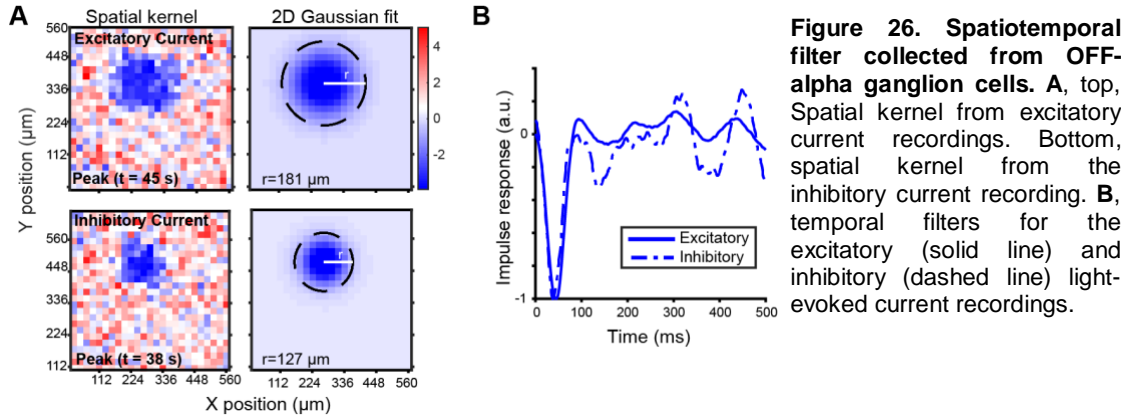 A
Spatial kernel
2D Gaussian fit
Y position (µm)
560
448
336
224
112
Excitatory Current
Peak (t = 45 s)
r
r=181 µm
4
2
0
-2
560
448
336
224
112
Inhibitory Current
Peak (t = 38 s)
r
r=127 µm
112 224 336 448 560
112 224 336 448 560
X position (µm)
B
Impulse response (a.u.)
0
-1
Excitatory
Inhibitory
0 100 200 300 400 500
Time (ms)
Figure 26. Spatiotemporal
filter collected from OFF-
alpha ganglion cells. A, top,
Spatial kernel from excitatory
current recordings. Bottom,
spatial kernel from the
inhibitory current recording. B,
temporal filters for the
excitatory (solid line) and
inhibitory (dashed line) light-
evoked current recordings.